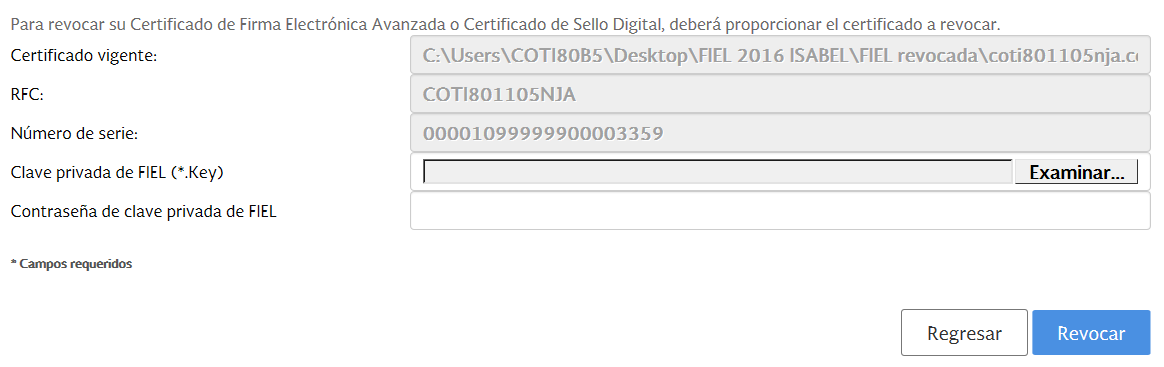 Para revocar su Certificado de Firma Electrónica Avanzada o Certificado de Sello Digital, deberá proporcionar el certificado a revocar.
Certificado vigente: C:\Users\COTI80B5\Desktop\FIEL 2016 ISABEL\FIEL revocada\coti801105nja.ce
RFC: COTI801105NJA
Número de serie: 00001099999900003359
Clave privada de FIEL (*.Key) Examinar...
Contraseña de clave privada de FIEL
* Campos requeridos
Regresar Revocar